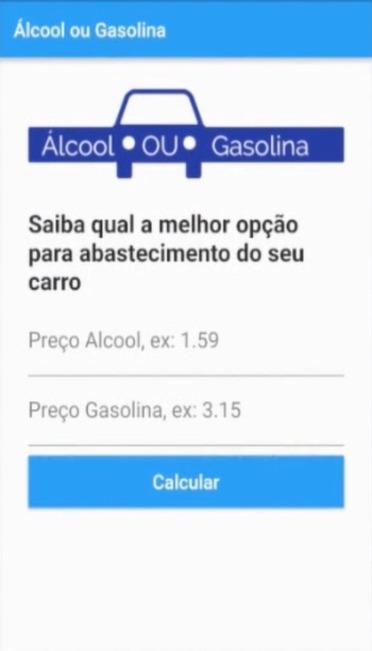 Álcool ou Gasolina
Álcool OU Gasolina
Saiba qual a melhor opção
para abastecimento do seu
carro
Preço Alcool, ex: 1.59
Preço Gasolina, ex: 3.15
Calcular